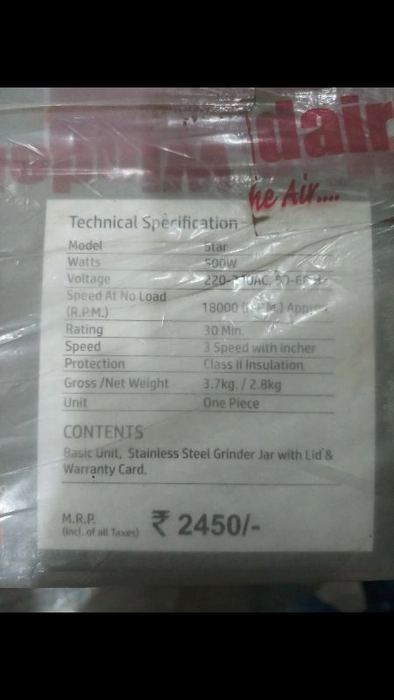 dair
he Air....
Technical Specification
Model Star
Watts 500W
Voltage 220-
Speed At No Load
(R.P.M.) 18000
Rating 30 Min.
Speed 3 Speed with incher
Protection Class II Insulation
Gross /Net Weight 3.7kg. / 2.8kg
Unit One Piece
CONTENTS
Basic Unit, Stainless Steel Grinder Jar with Lid &
Warranty Card.
M.R.P.
(Incl. of all Taxes) ₹ 2450/-